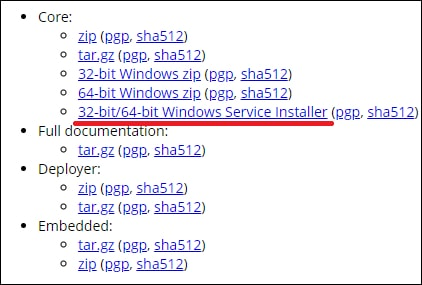 Core:
zip (pgp, sha512)
tar.gz (pgp, sha512)
32-bit Windows zip (pgp, sha512)
64-bit Windows zip (pgp, sha512)
32-bit/64-bit Windows Service Installer (pgp, sha512)
Full documentation:
tar.gz (pgp, sha512)
Deployer:
zip (pgp, sha512)
tar.gz (pgp, sha512)
Embedded:
tar.gz (pgp, sha512)
zip (pgp, sha512)